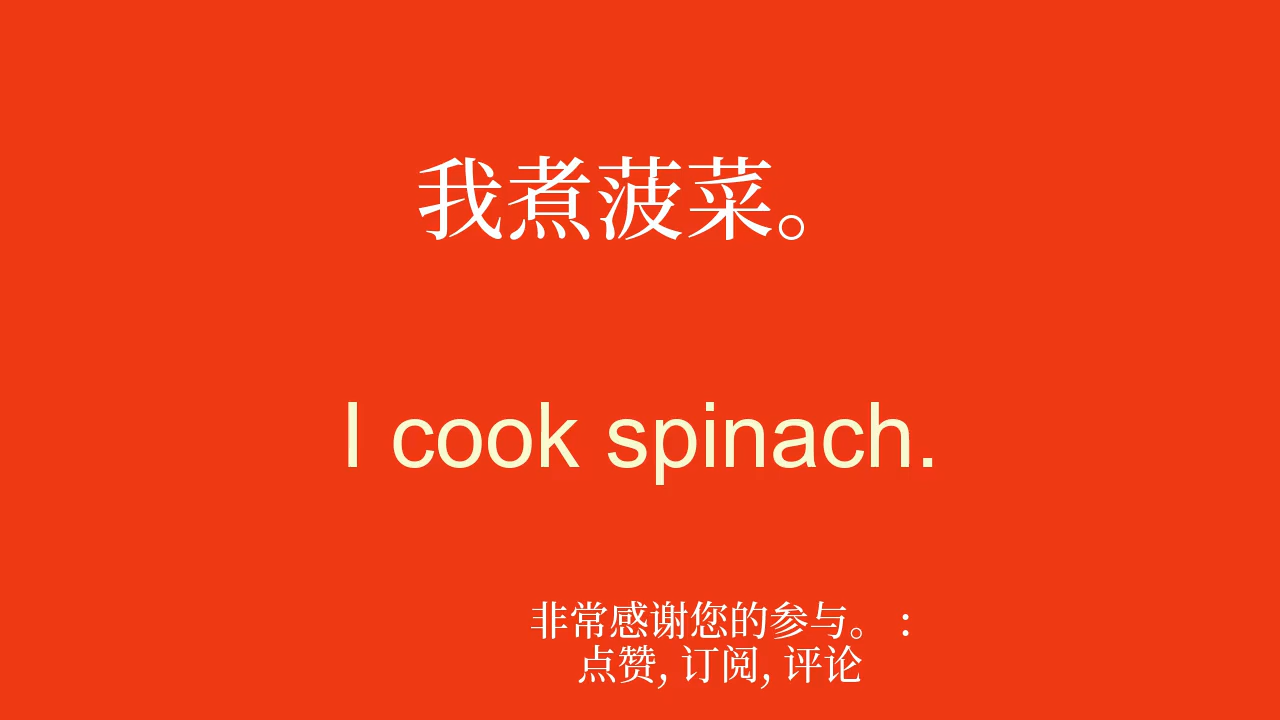 我煮菠菜。
I cook spinach.
非常感谢您的参与。 :
点赞, 订阅, 评论